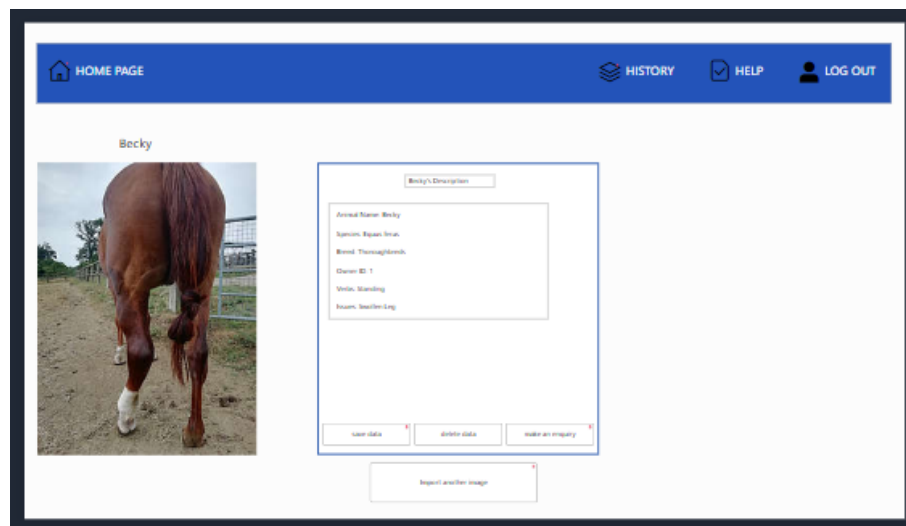 HOME PAGE
HISTORY
HELP
LOG OUT
Becky
Becky's Description
Animal Name: Becky
Species: Equus ferus
Breed: Thoroughbreds
Owner ID: 1
Verbs: Standing
Issues: Swollen Leg
save data
delete data
make an enquiry
Import another image